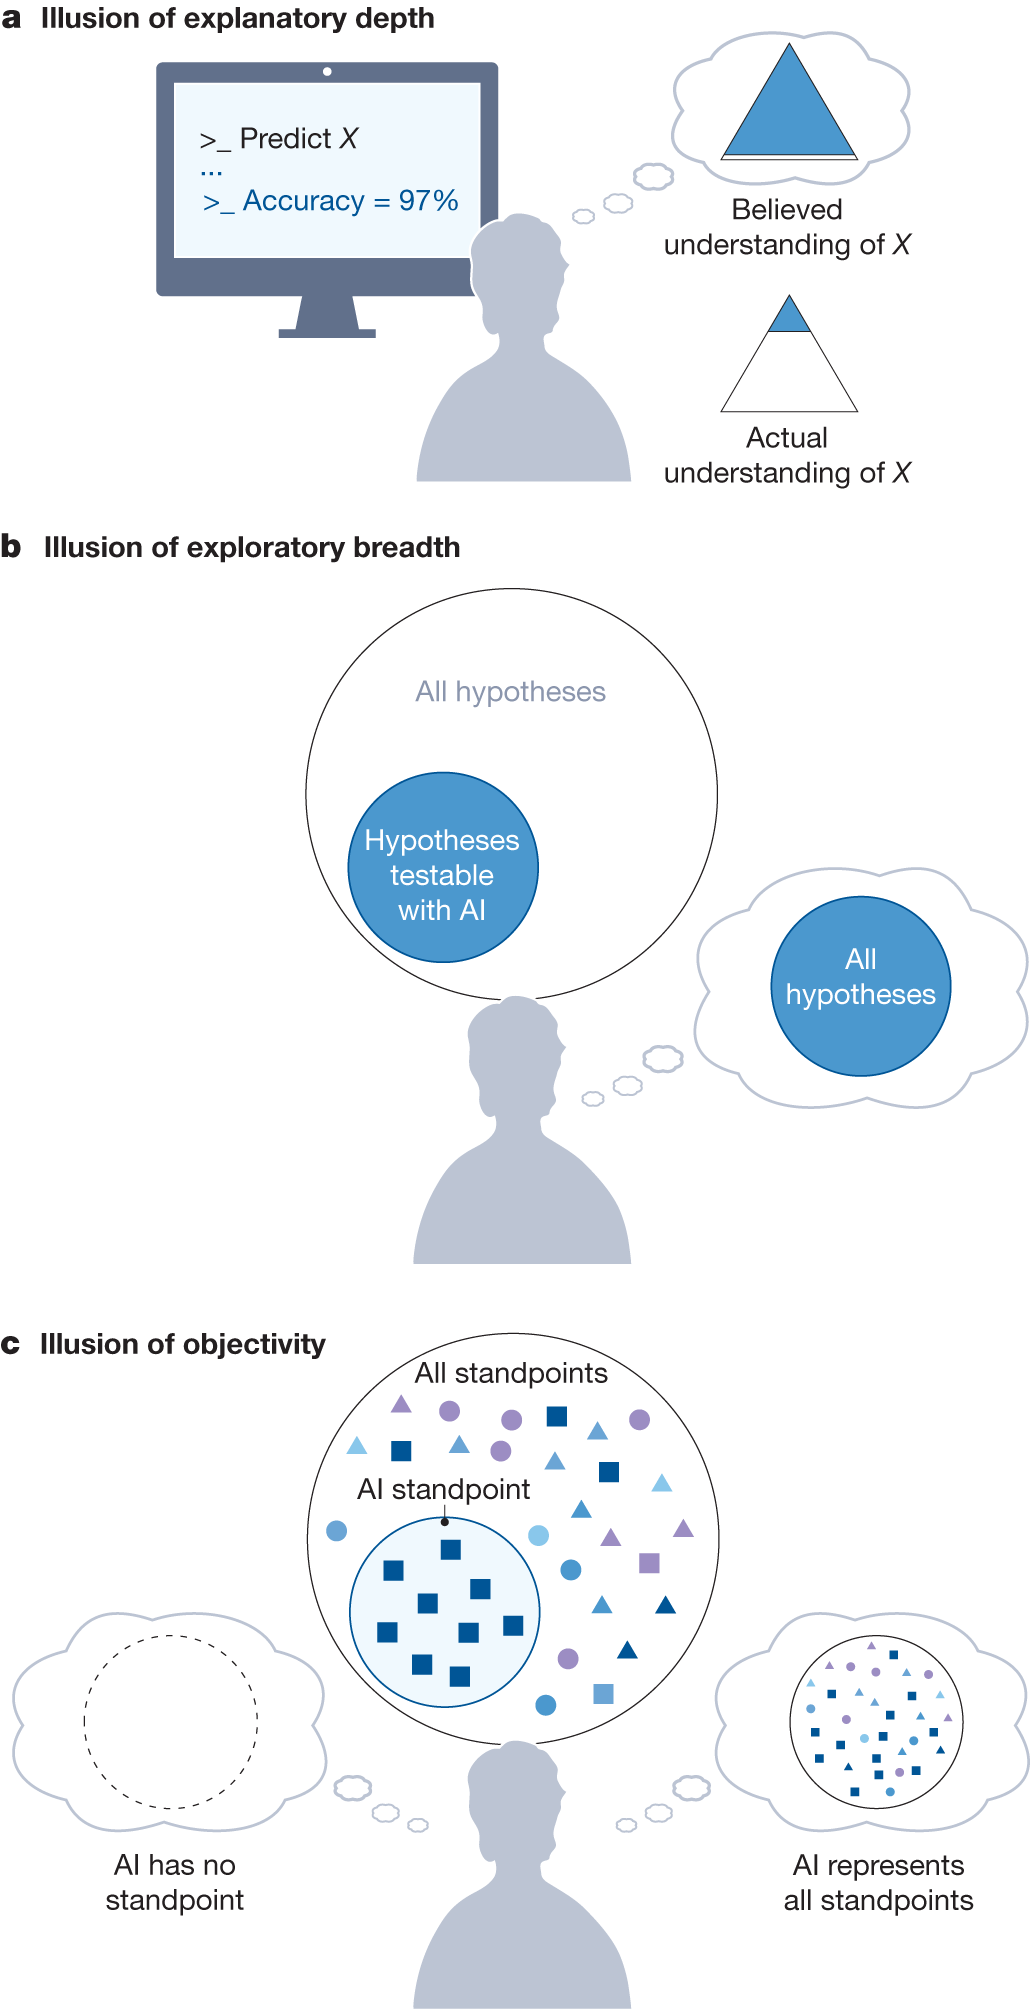 a Illusion of explanatory depth
>_ Predict X
...
>_ Accuracy = 97%
Believed
understanding of X
Actual
understanding of X
b Illusion of exploratory breadth
All hypotheses
Hypotheses
testable
with AI
All
hypotheses
c Illusion of objectivity
All standpoints
AI standpoint
AI has no
standpoint
AI represents
all standpoints